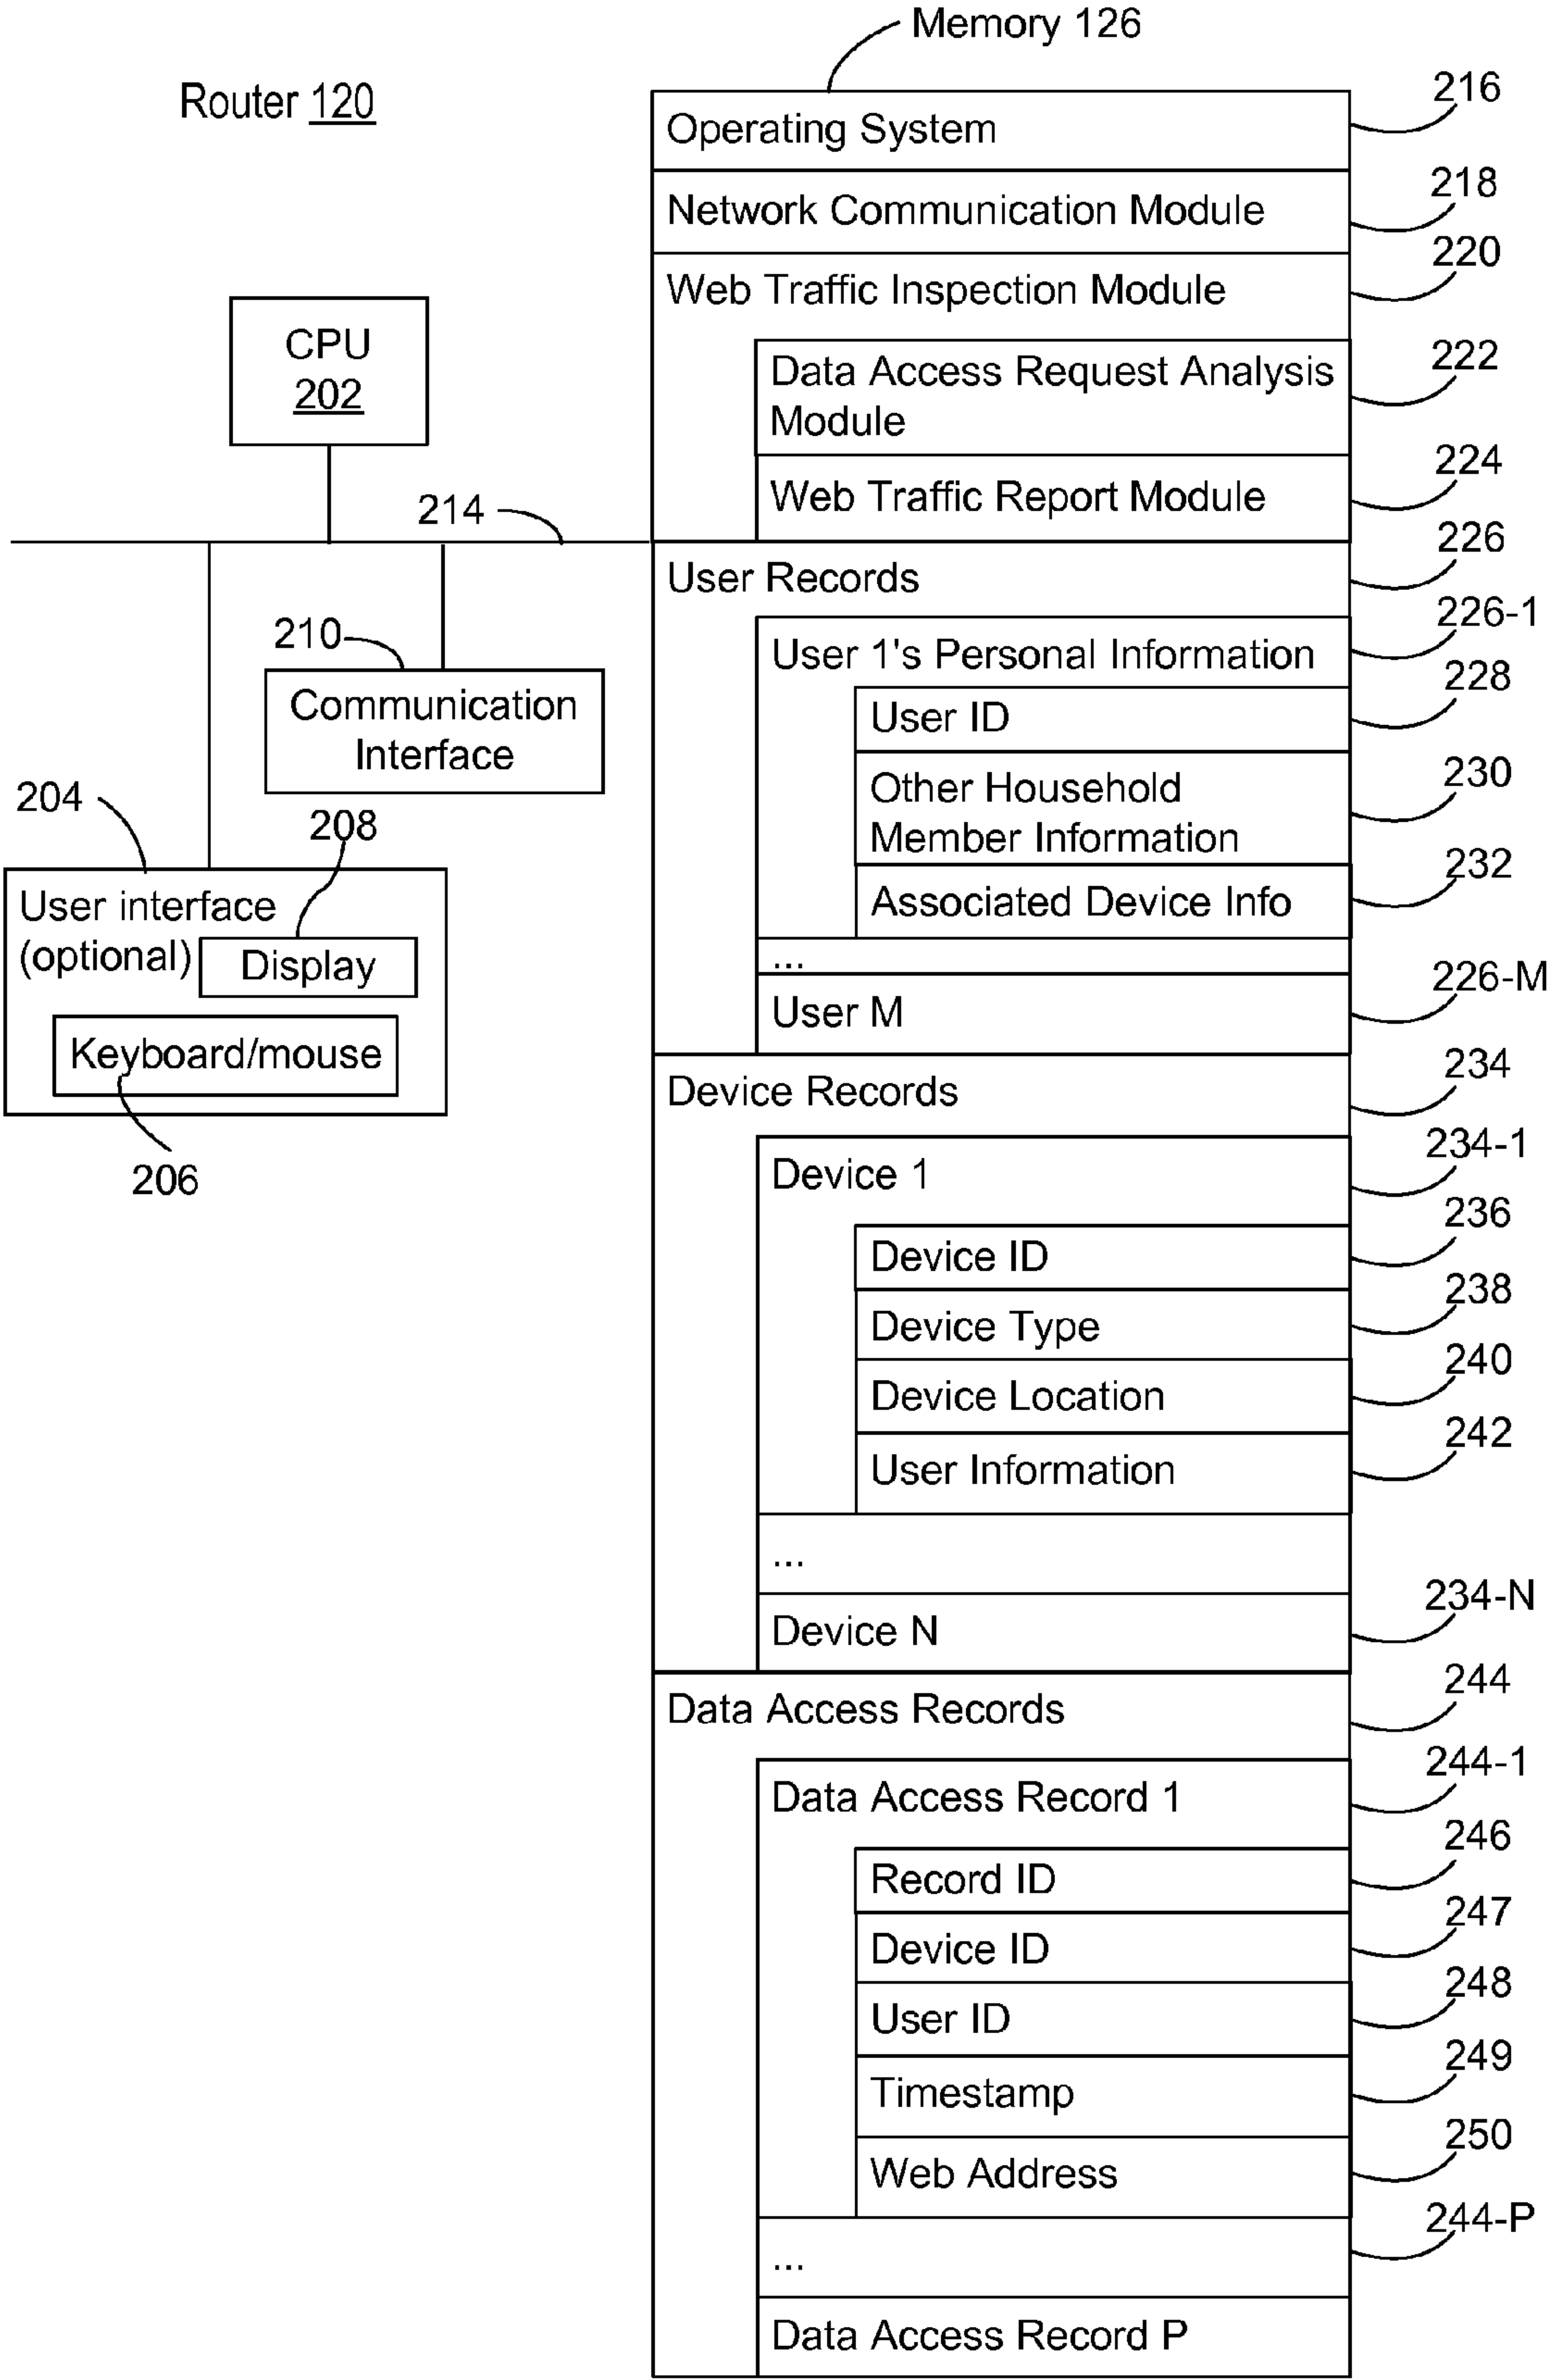 Memory 126
Router 120
Operating System
216
Network Communication Module
218
Web Traffic Inspection Module
220
Data Access Request Analysis
Module
222
Web Traffic Report Module
224
CPU
202
214
210
Communication
Interface
204
208
User interface
(optional)
Display
Keyboard/mouse
206
User Records
226
User 1's Personal Information
226-1
User ID
228
Other Household
Member Information
230
Associated Device Info
232
...
User M
226-M
Device Records
234
Device 1
234-1
Device ID
236
Device Type
238
Device Location
240
User Information
242
...
Device N
234-N
Data Access Records
244
Data Access Record 1
244-1
Record ID
246
Device ID
247
User ID
248
Timestamp
249
Web Address
250
...
244-P
Data Access Record P